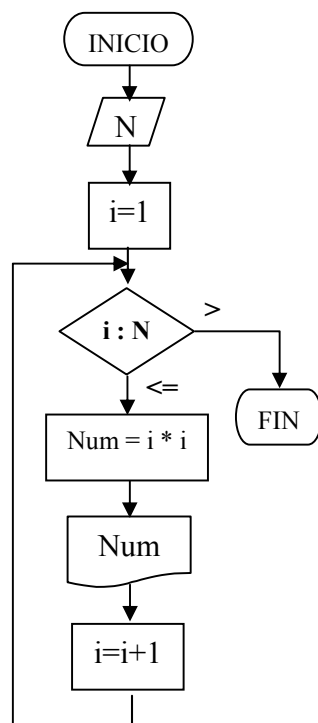 INICIO
N
i=1
i : N
>
<=
Num = i * i
FIN
Num
i=i+1